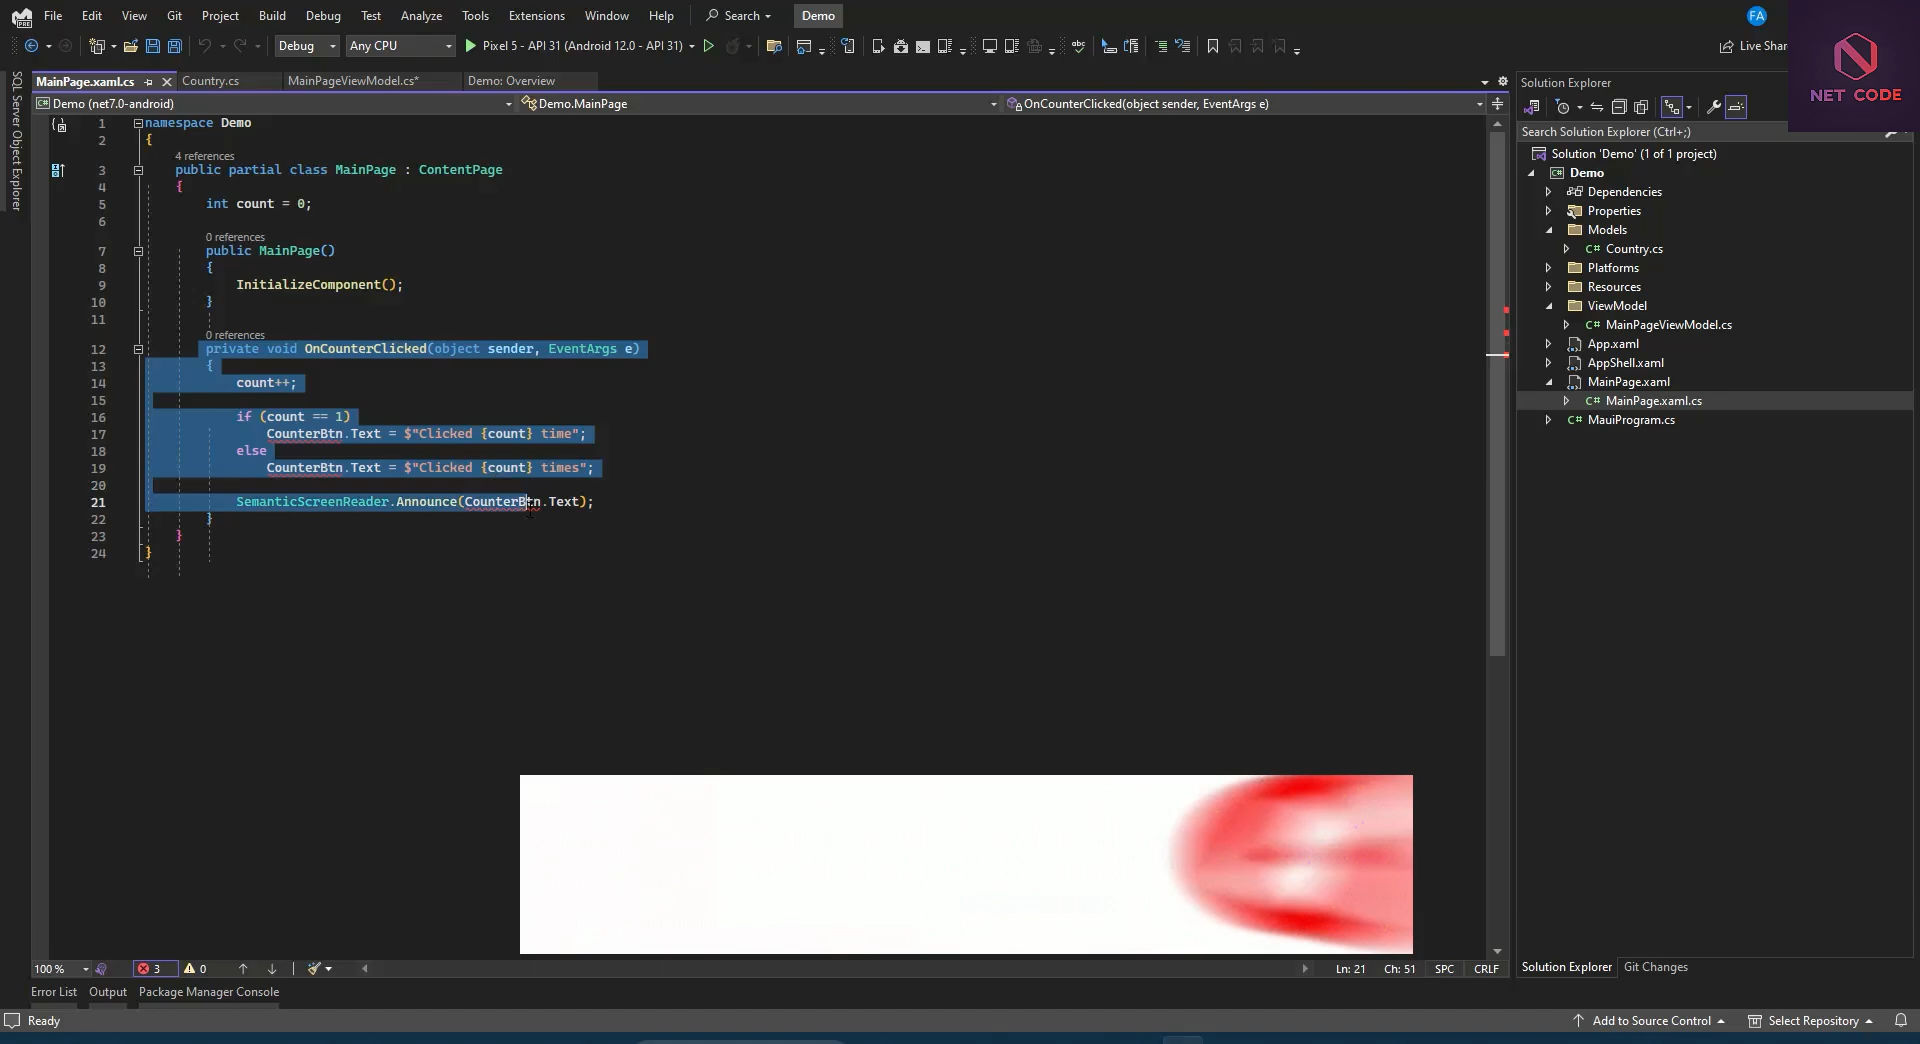 File Edit View Git Project Build Debug Test Analyze Tools Extensions Window Help Search Demo FA
Debug Any CPU Pixel 5 - API 31 (Android 12.0 - API 31) Live Shar
NET CODE
SQL Server Object Explorer
MainPage.xaml.cs Country.cs MainPageViewModel.cs* Demo: Overview
Demo (net7.0-android) Demo.MainPage OnCounterClicked(object sender, EventArgs e)
1 namespace Demo
2 {
4 references
3 public partial class MainPage : ContentPage
4 {
5 int count = 0;
6
0 references
7 public MainPage()
8 {
9 InitializeComponent();
10 }
11
0 references
12 private void OnCounterClicked(object sender, EventArgs e)
13 {
14 count++;
15
16 if (count == 1)
17 CounterBtn.Text = $"Clicked {count} time";
18 else
19 CounterBtn.Text = $"Clicked {count} times";
20
21 SemanticScreenReader.Announce(CounterBtn.Text);
22 }
23 }
24 }
Solution Explorer
Search Solution Explorer (Ctrl+;)
Solution 'Demo' (1 of 1 project)
C# Demo
Dependencies
Properties
Models
C# Country.cs
Platforms
Resources
ViewModel
C# MainPageViewModel.cs
App.xaml
AppShell.xaml
MainPage.xaml
C# MainPage.xaml.cs
C# MauiProgram.cs
100 % 3 0 Ln: 21 Ch: 51 SPC CRLF
Solution Explorer Git Changes
Error List Output Package Manager Console
Ready Add to Source Control Select Repository